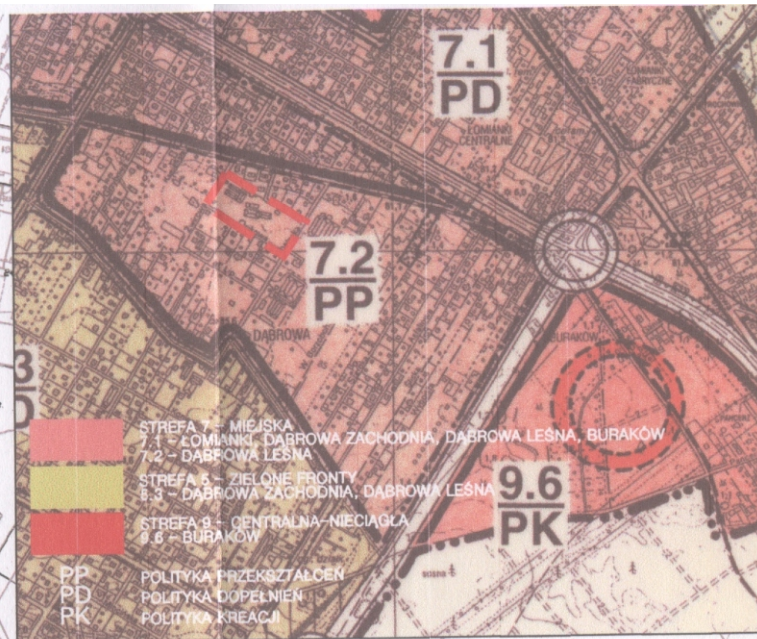 7.1
PD
ŁOMIANKI
CENTRALNE
7.2
PP
DĄBROWA
BURAKÓW
3
D
STREFA 7 - MIEJSKA
7.1 - ŁOMIANKI, DĄBROWA ZACHODNIA, DĄBROWA LEŚNA, BURAKÓW
7.2 - DĄBROWA LEŚNA
STREFA 5 - ZIELONE FRONTY
5.3 - DĄBROWA ZACHODNIA, DĄBROWA LEŚNA
STREFA 9 - CENTRALNA-NIECIĄGŁA
9.6 - BURAKÓW
9.6
PK
sosna
PP POLITYKA PRZEKSZTAŁCEŃ
PD POLITYKA DOPEŁNIEŃ
PK POLITYKA KREACJI